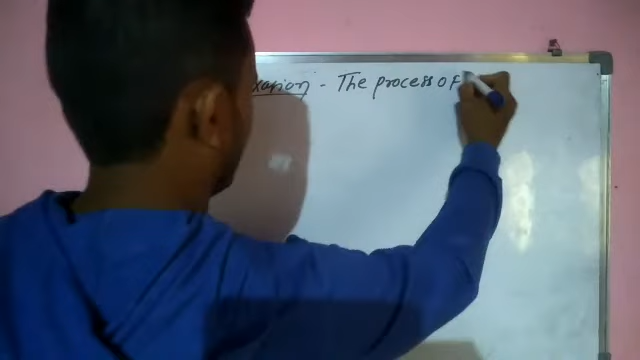 xation - The process of